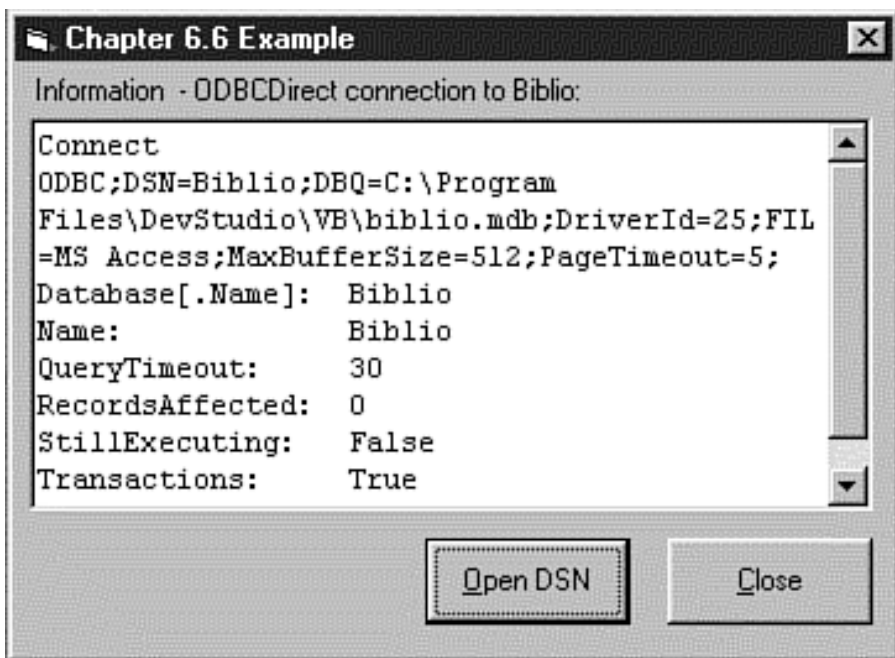 Chapter 6.6 Example
Information - ODBCDirect connection to Biblio:
Connect
ODBC;DSN=Biblio;DBQ=C:\Program
Files\DevStudio\VB\biblio.mdb;DriverId=25;FIL
=MS Access;MaxBufferSize=512;PageTimeout=5;
Database[.Name]: Biblio
Name: Biblio
QueryTimeout: 30
RecordsAffected: 0
StillExecuting: False
Transactions: True
Open DSN
Close